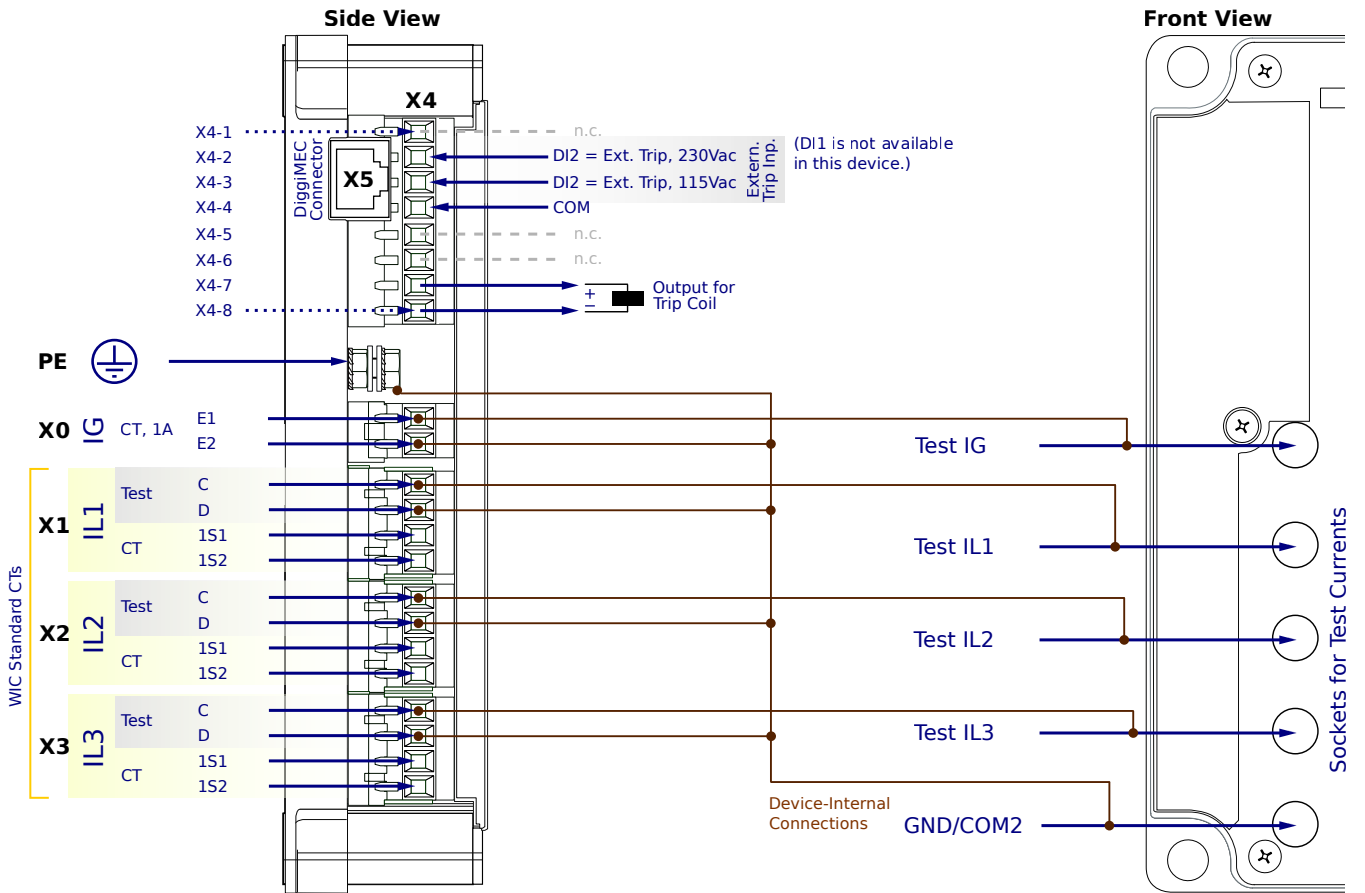 Side View
Front View
X4
X4-1
n.c.
X4-2
DI2 = Ext. Trip, 230Vac
X4-3
DI2 = Ext. Trip, 115Vac
Extern.
Trip Inp.
(DI1 is not available
in this device.)
X4-4
COM
X4-5
n.c.
X4-6
n.c.
X4-7
X4-8
+
−
Output for
Trip Coil
DiggiMEC
Connector
X5
PE
X0
IG
CT, 1A
E1
E2
Test IG
WIC Standard CTs
X1
IL1
Test
C
D
CT
1S1
1S2
Test IL1
X2
IL2
Test
C
D
CT
1S1
1S2
Test IL2
X3
IL3
Test
C
D
CT
1S1
1S2
Test IL3
Device-Internal
Connections
GND/COM2
Sockets for Test Currents